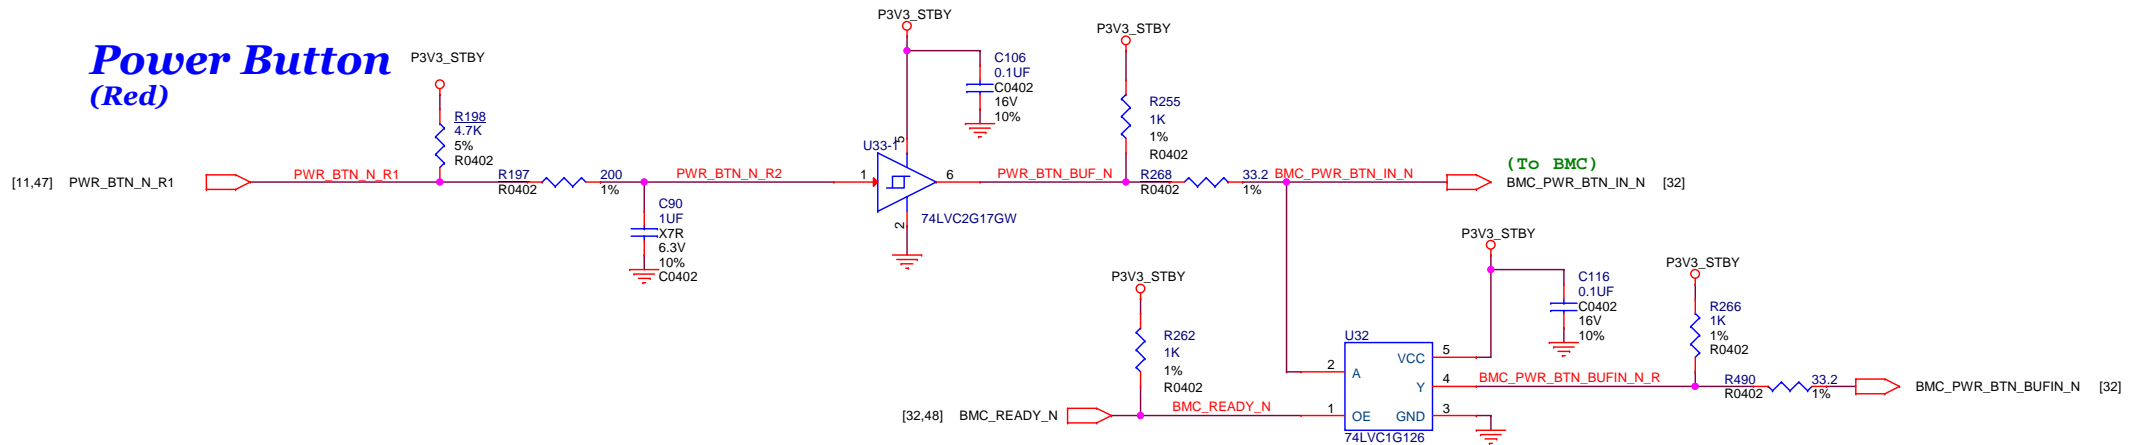 Power Button
(Red)
P3V3_STBY
R198
4.7K
5%
R0402
[11,47] PWR_BTN_N_R1
PWR_BTN_N_R1
R197
R0402
200
1%
PWR_BTN_N_R2
C90
1UF
X7R
6.3V
10%
C0402
P3V3_STBY
C106
0.1UF
C0402
16V
10%
U33-1
5
1
6
2
74LVC2G17GW
PWR_BTN_BUF_N
P3V3_STBY
R255
1K
1%
R0402
R268
R0402
33.2
1%
BMC_PWR_BTN_IN_N
(To BMC)
BMC_PWR_BTN_IN_N [32]
P3V3_STBY
R262
1K
1%
R0402
[32,48] BMC_READY_N
BMC_READY_N
P3V3_STBY
C116
0.1UF
C0402
16V
10%
U32
2
A
VCC
5
Y
4
1
OE
GND
3
74LVC1G126
BMC_PWR_BTN_BUFIN_N_R
P3V3_STBY
R266
1K
1%
R0402
R490
R0402
33.2
1%
BMC_PWR_BTN_BUFIN_N [32]